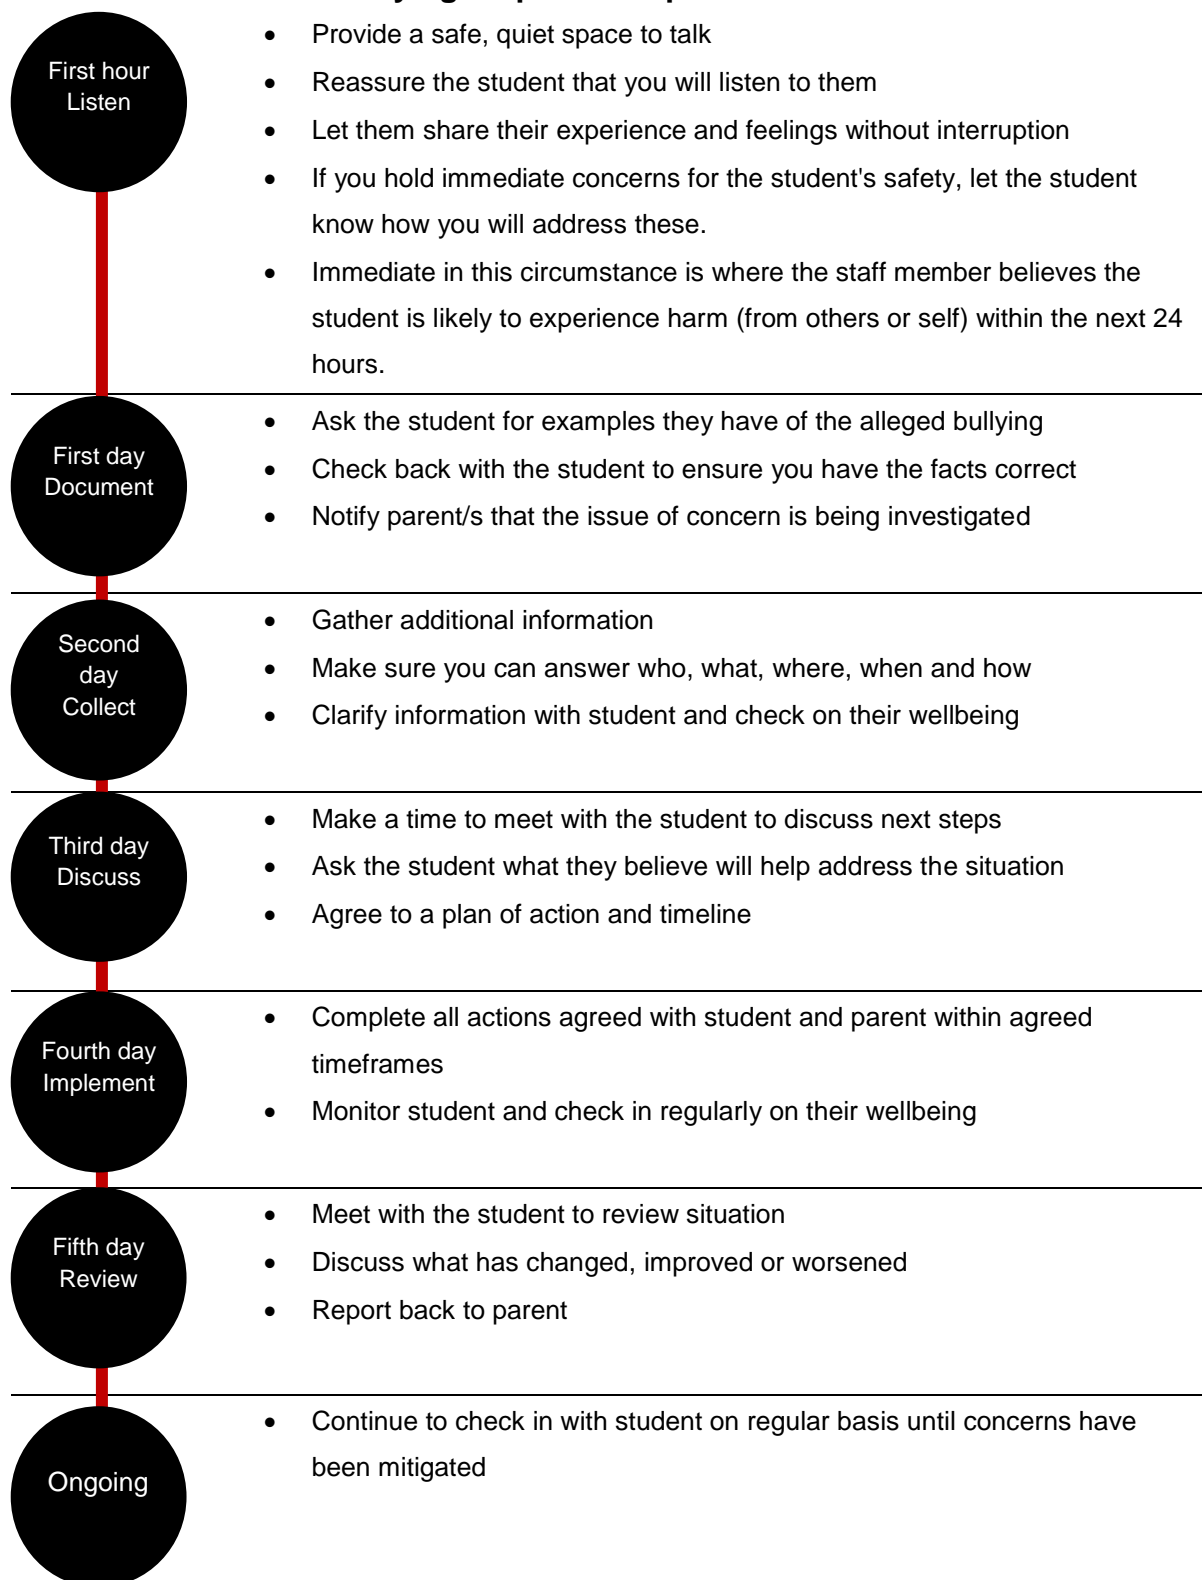 First hour
Listen
• Provide a safe, quiet space to talk
• Reassure the student that you will listen to them
• Let them share their experience and feelings without interruption
• If you hold immediate concerns for the student's safety, let the student
know how you will address these.
• Immediate in this circumstance is where the staff member believes the
student is likely to experience harm (from others or self) within the next 24
hours.
First day
Document
• Ask the student for examples they have of the alleged bullying
• Check back with the student to ensure you have the facts correct
• Notify parent/s that the issue of concern is being investigated
Second
day
Collect
• Gather additional information
• Make sure you can answer who, what, where, when and how
• Clarify information with student and check on their wellbeing
Third day
Discuss
• Make a time to meet with the student to discuss next steps
• Ask the student what they believe will help address the situation
• Agree to a plan of action and timeline
Fourth day
Implement
• Complete all actions agreed with student and parent within agreed
timeframes
• Monitor student and check in regularly on their wellbeing
Fifth day
Review
• Meet with the student to review situation
• Discuss what has changed, improved or worsened
• Report back to parent
Ongoing
• Continue to check in with student on regular basis until concerns have
been mitigated